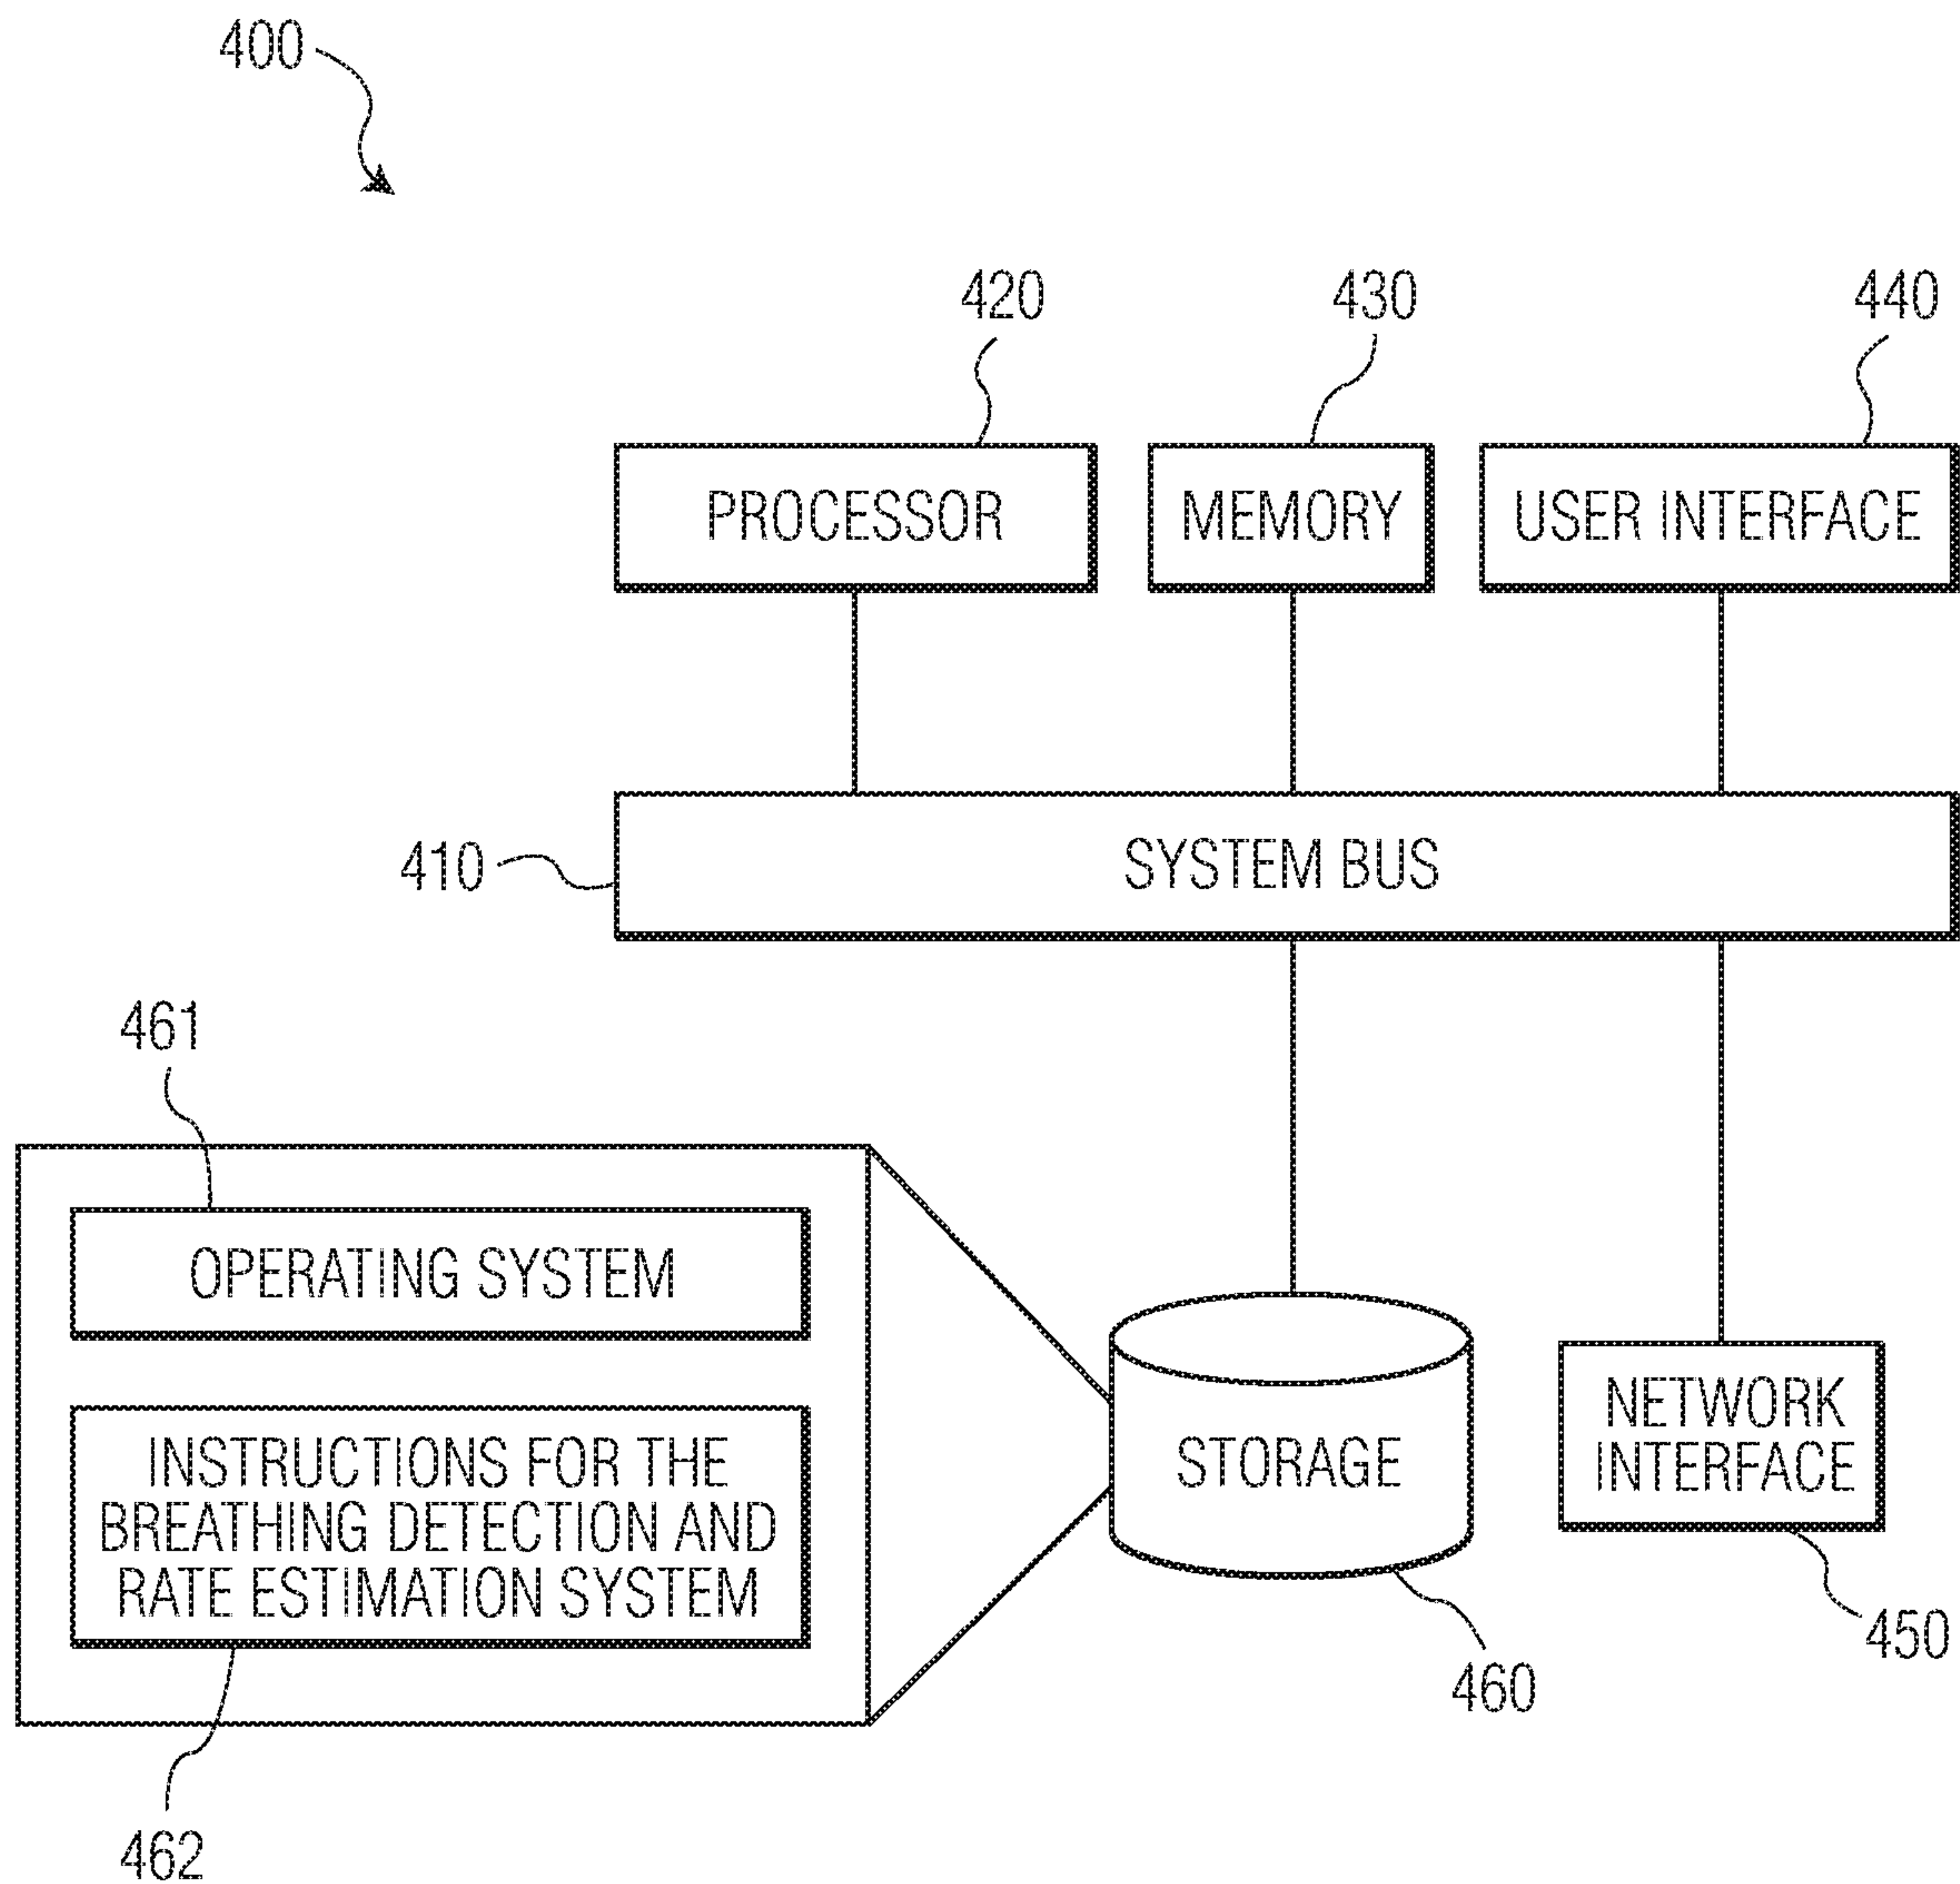 400
420
430
440
PROCESSOR
MEMORY
USER INTERFACE
410
SYSTEM BUS
461
OPERATING SYSTEM
INSTRUCTIONS FOR THE
BREATHING DETECTION AND
RATE ESTIMATION SYSTEM
462
STORAGE
460
NETWORK
INTERFACE
450